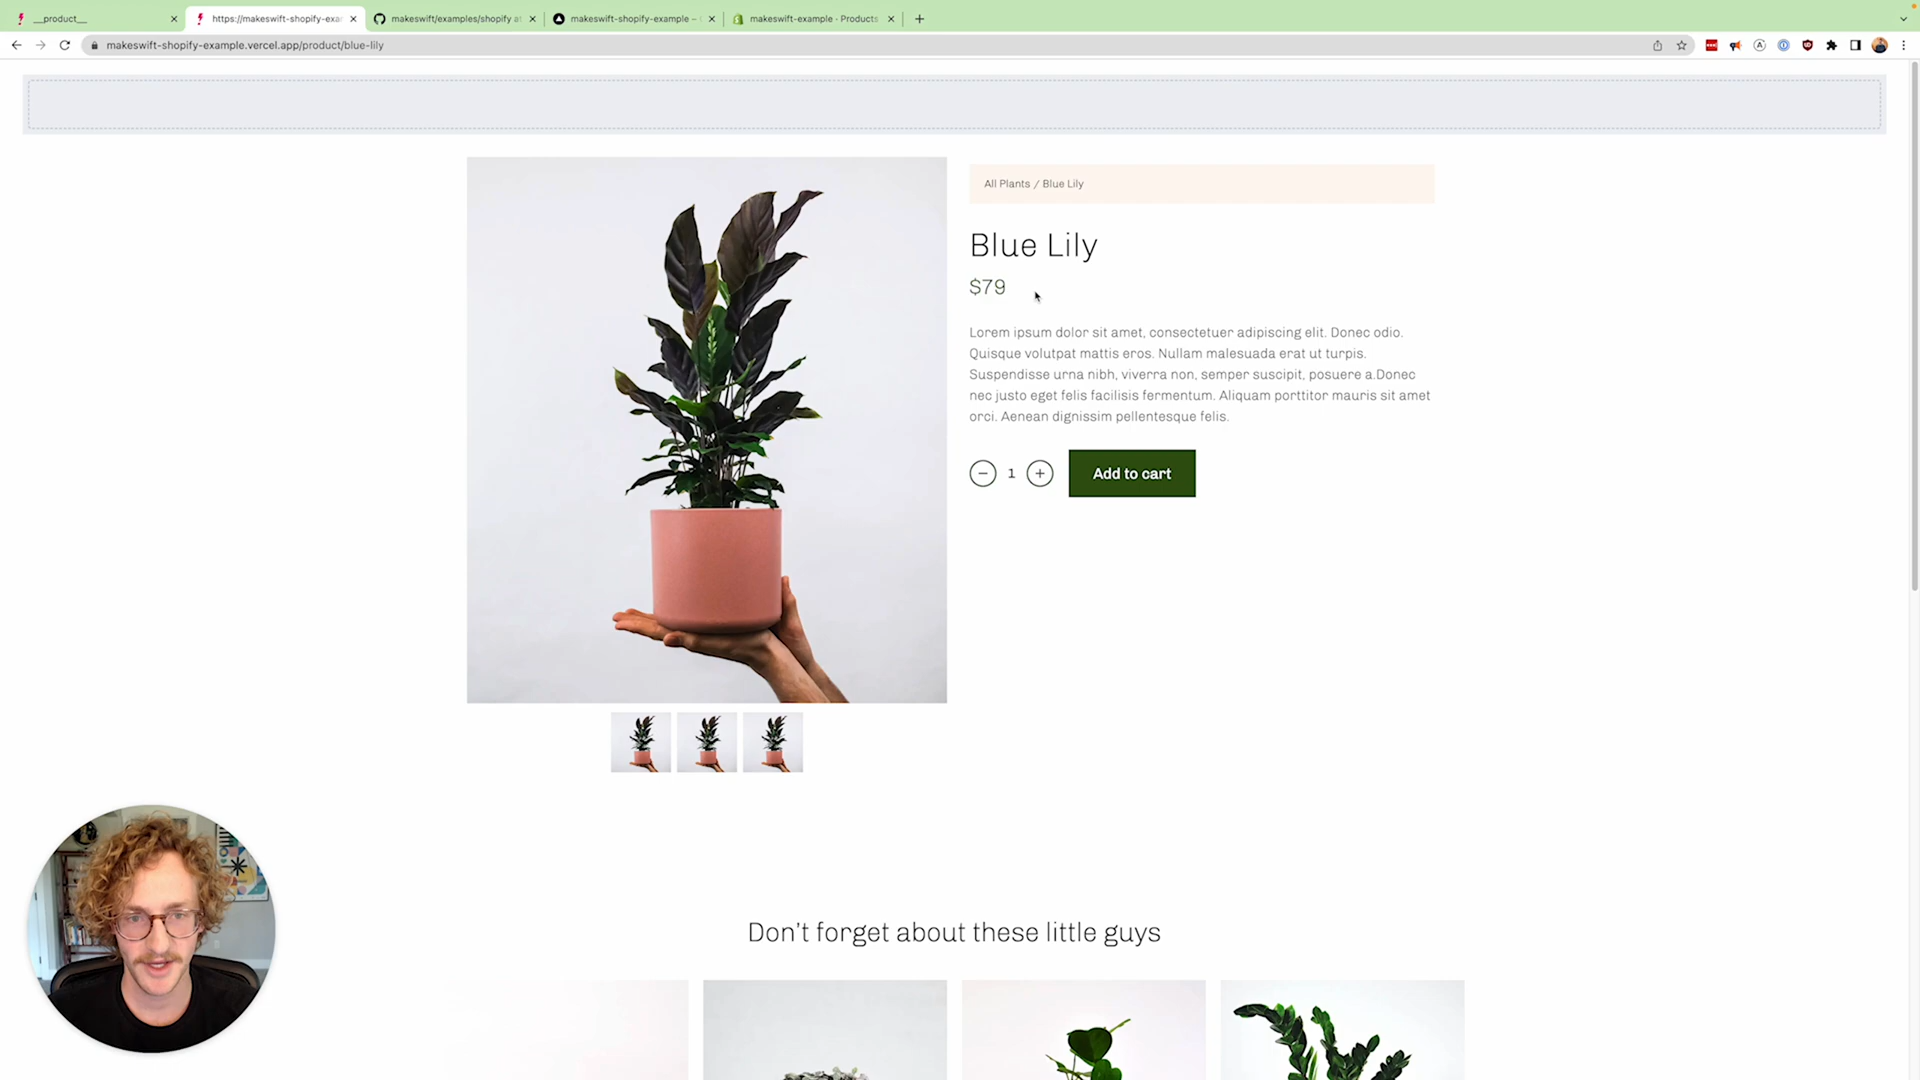 __product__
https://makeswift-shopify-exa
makeswift/examples/shopify at
makeswift-shopify-example –
makeswift-example · Products
makeswift-shopify-example.vercel.app/product/blue-lily
All Plants / Blue Lily
Blue Lily
$79
Lorem ipsum dolor sit amet, consectetuer adipiscing elit. Donec odio.
Quisque volutpat mattis eros. Nullam malesuada erat ut turpis.
Suspendisse urna nibh, viverra non, semper suscipit, posuere a.Donec
nec justo eget felis facilisis fermentum. Aliquam porttitor mauris sit amet
orci. Aenean dignissim pellentesque felis.
1
Add to cart
Don't forget about these little guys